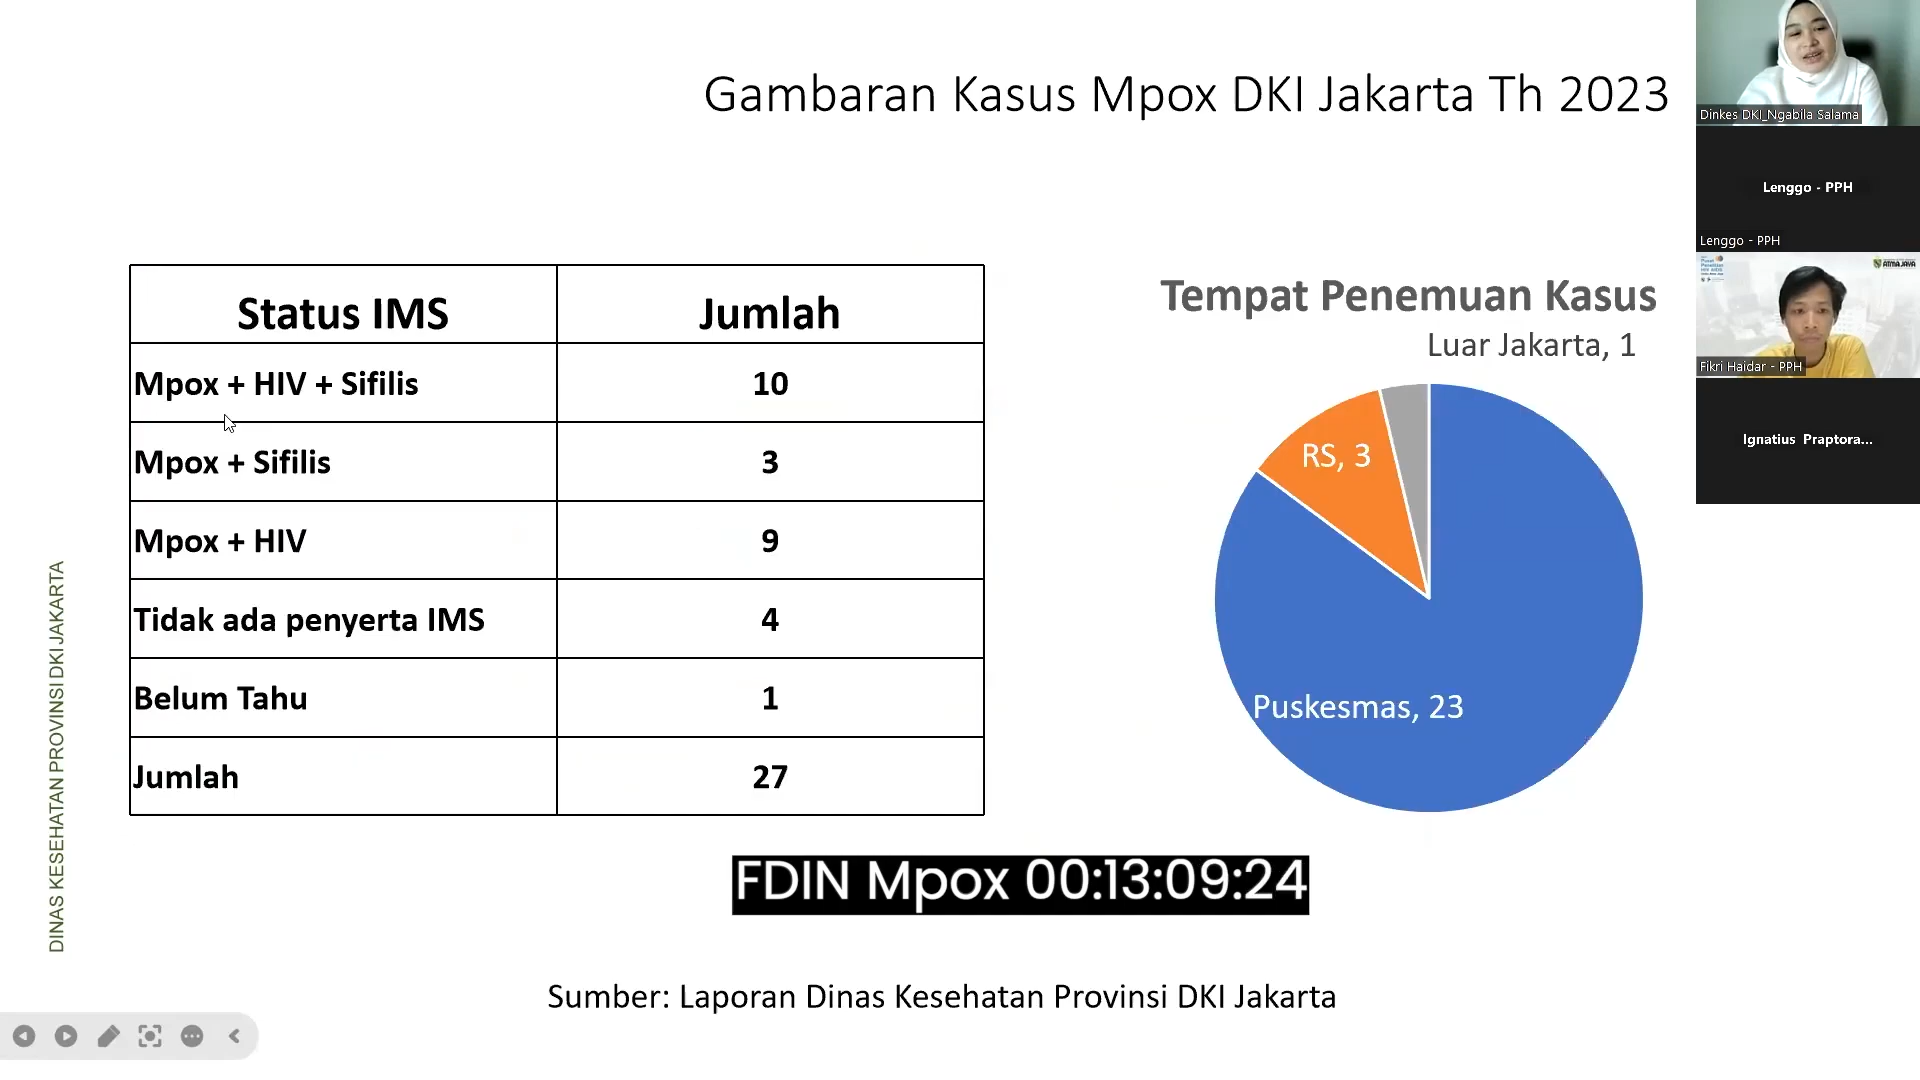 Gambaran Kasus Mpox DKI Jakarta Th 2023
Status IMS Jumlah
Mpox + HIV + Sifilis 10
Mpox + Sifilis 3
Mpox + HIV 9
Tidak ada penyerta IMS 4
Belum Tahu 1
Jumlah 27
Tempat Penemuan Kasus
Luar Jakarta, 1
RS, 3
Puskesmas, 23
FDIN Mpox 00:13:09:24
Sumber: Laporan Dinas Kesehatan Provinsi DKI Jakarta
DINAS KESEHATAN PROVINSI DKI JAKARTA
Dinkes DKI_Ngabila Salama
Lenggo - PPH
Lenggo - PPH
ATMA JAYA
Fikri Haidar - PPH
Ignatius Praptora...